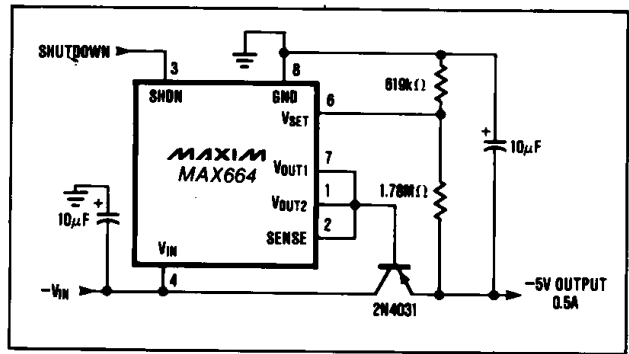 SHUTDOWN
3
8
SHDN
GND
619kΩ
6
VSET
MAXIM
MAX664
VOUT1
7
10µF
+
VOUT2
1
1.78MΩ
SENSE
2
+
10µF
VIN
4
-VIN
2N4031
-5V OUTPUT
0.5A